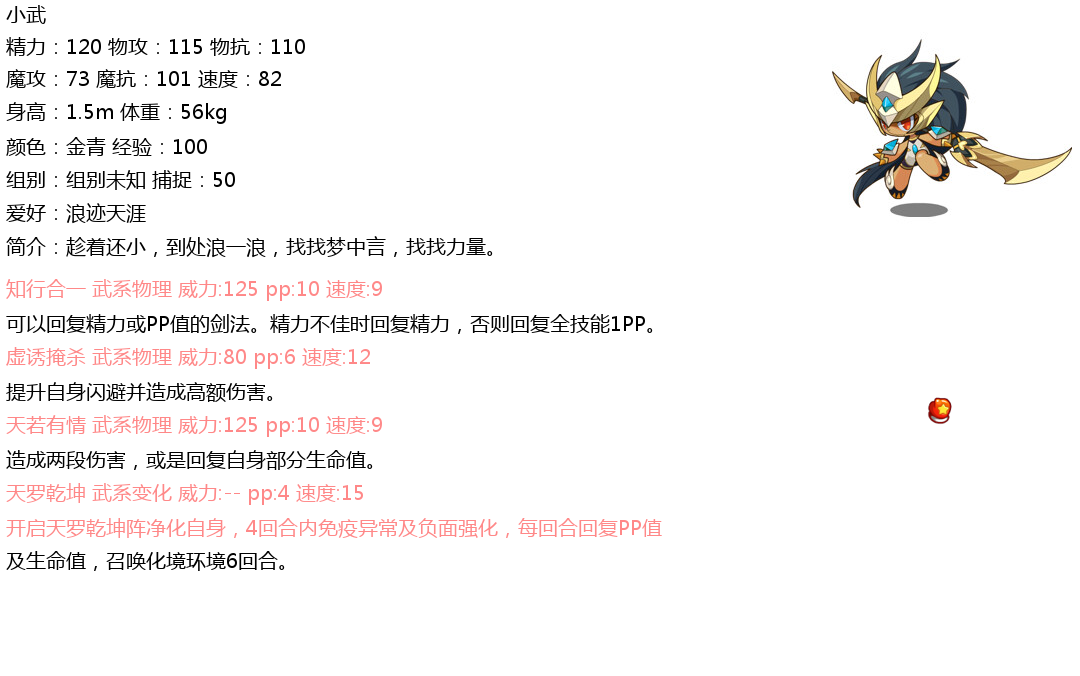 小武
精力：120 物攻：115 物抗：110
魔攻：73 魔抗：101 速度：82
身高：1.5m 体重：56kg
颜色：金青 经验：100
组别：组别未知 捕捉：50
爱好：浪迹天涯
简介：趁着还小，到处浪一浪，找找梦中言，找找力量。
知行合一 武系物理 威力:125 pp:10 速度:9
可以回复精力或PP值的剑法。精力不佳时回复精力，否则回复全技能1PP。
虚诱掩杀 武系物理 威力:80 pp:6 速度:12
提升自身闪避并造成高额伤害。
天若有情 武系物理 威力:125 pp:10 速度:9
造成两段伤害，或是回复自身部分生命值。
天罗乾坤 武系变化 威力:-- pp:4 速度:15
开启天罗乾坤阵净化自身，4回合内免疫异常及负面强化，每回合回复PP值
及生命值，召唤化境环境6回合。